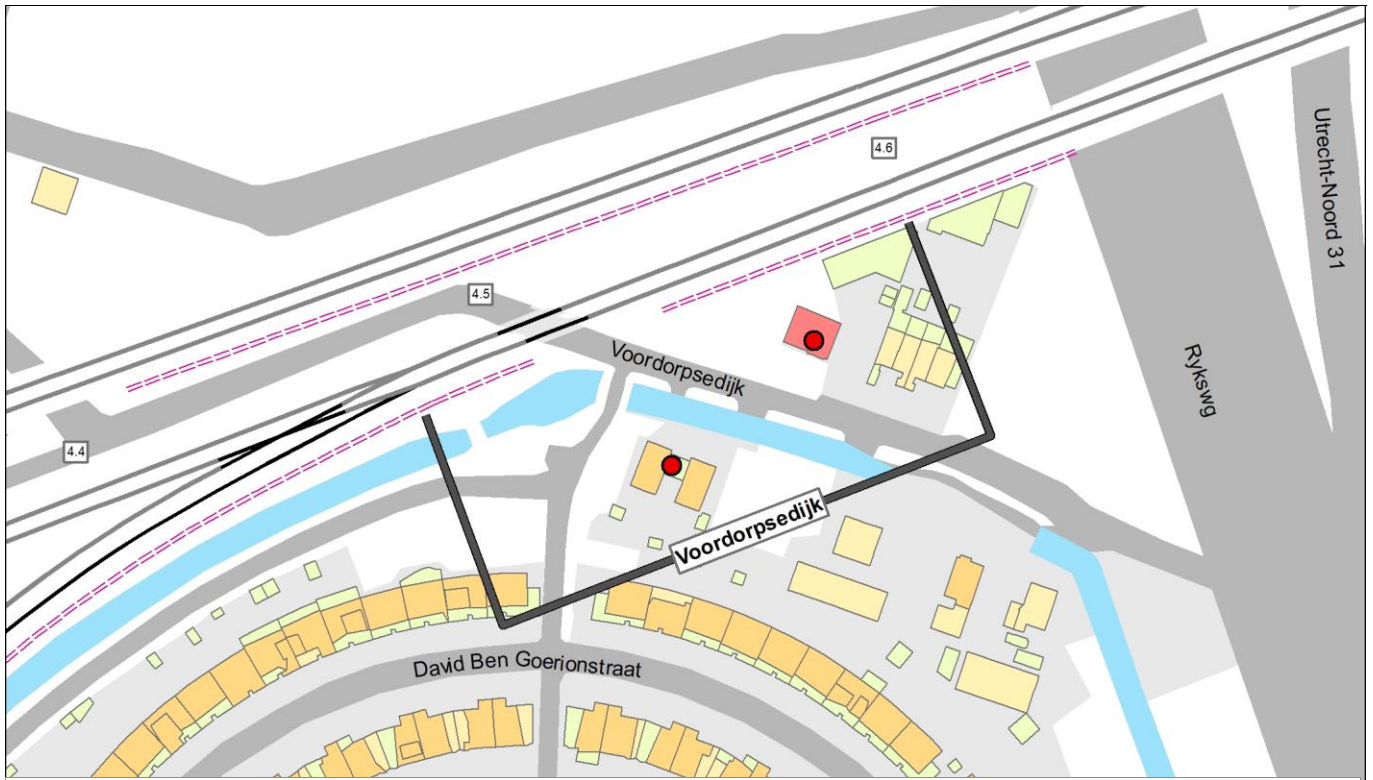 4.6
Utrecht-Noord 31
4.5
Voordorpsedijk
Rykswg
4.4
Voordorpsedijk
David Ben Goerionstraat